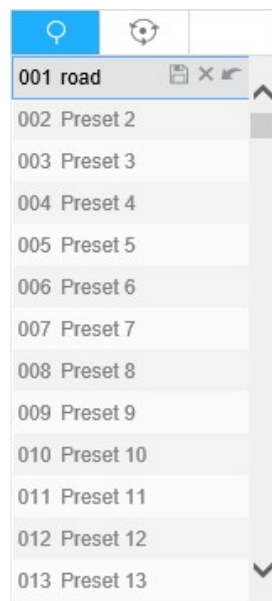 001 road
002 Preset 2
003 Preset 3
004 Preset 4
005 Preset 5
006 Preset 6
007 Preset 7
008 Preset 8
009 Preset 9
010 Preset 10
011 Preset 11
012 Preset 12
013 Preset 13